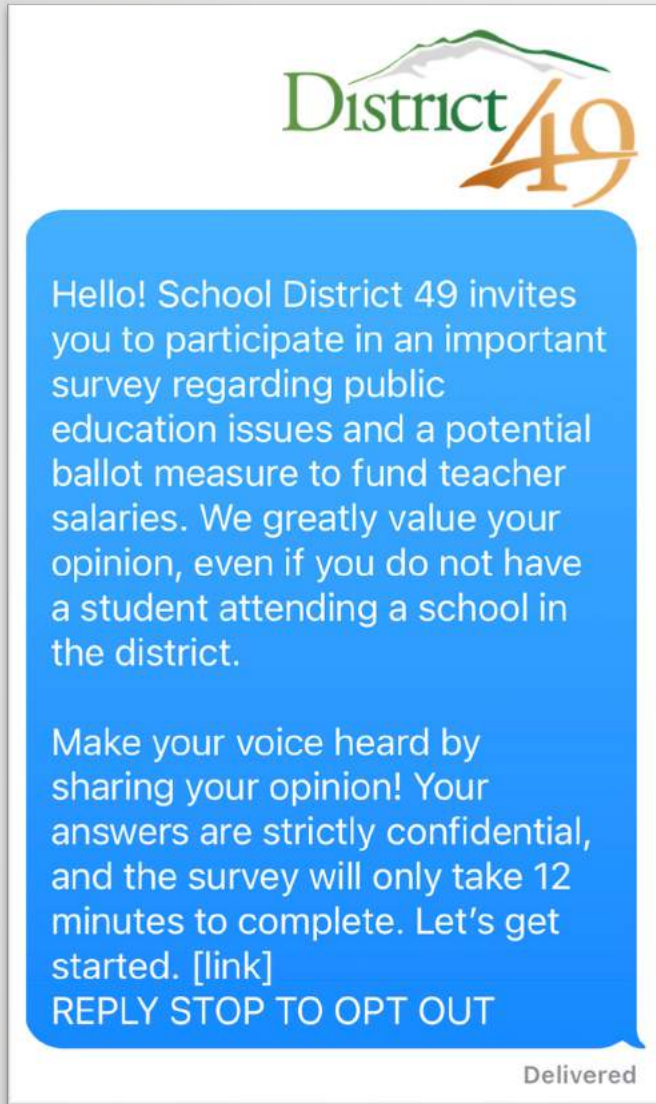 District 49
Hello! School District 49 invites
you to participate in an important
survey regarding public
education issues and a potential
ballot measure to fund teacher
salaries. We greatly value your
opinion, even if you do not have
a student attending a school in
the district.
Make your voice heard by
sharing your opinion! Your
answers are strictly confidential,
and the survey will only take 12
minutes to complete. Let’s get
started. [link]
REPLY STOP TO OPT OUT
Delivered